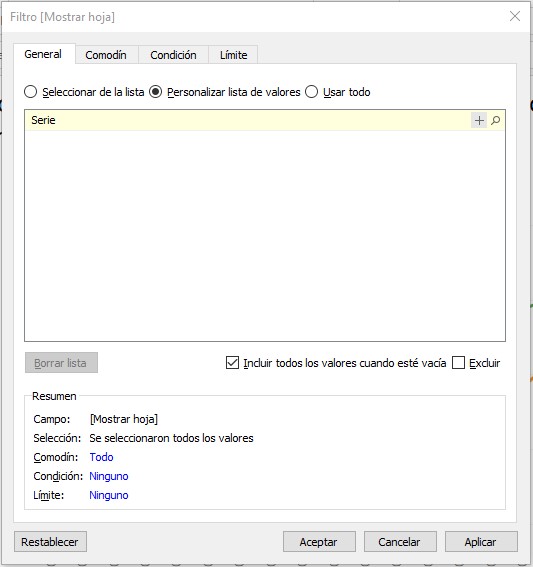 Filtro [Mostrar hoja]
General Comodín Condición Límite
Seleccionar de la lista Personalizar lista de valores Usar todo
Serie
Borrar lista Incluir todos los valores cuando esté vacía Excluir
Resumen
Campo: [Mostrar hoja]
Selección: Se seleccionaron todos los valores
Comodín: Todo
Condición: Ninguno
Límite: Ninguno
Restablecer Aceptar Cancelar Aplicar